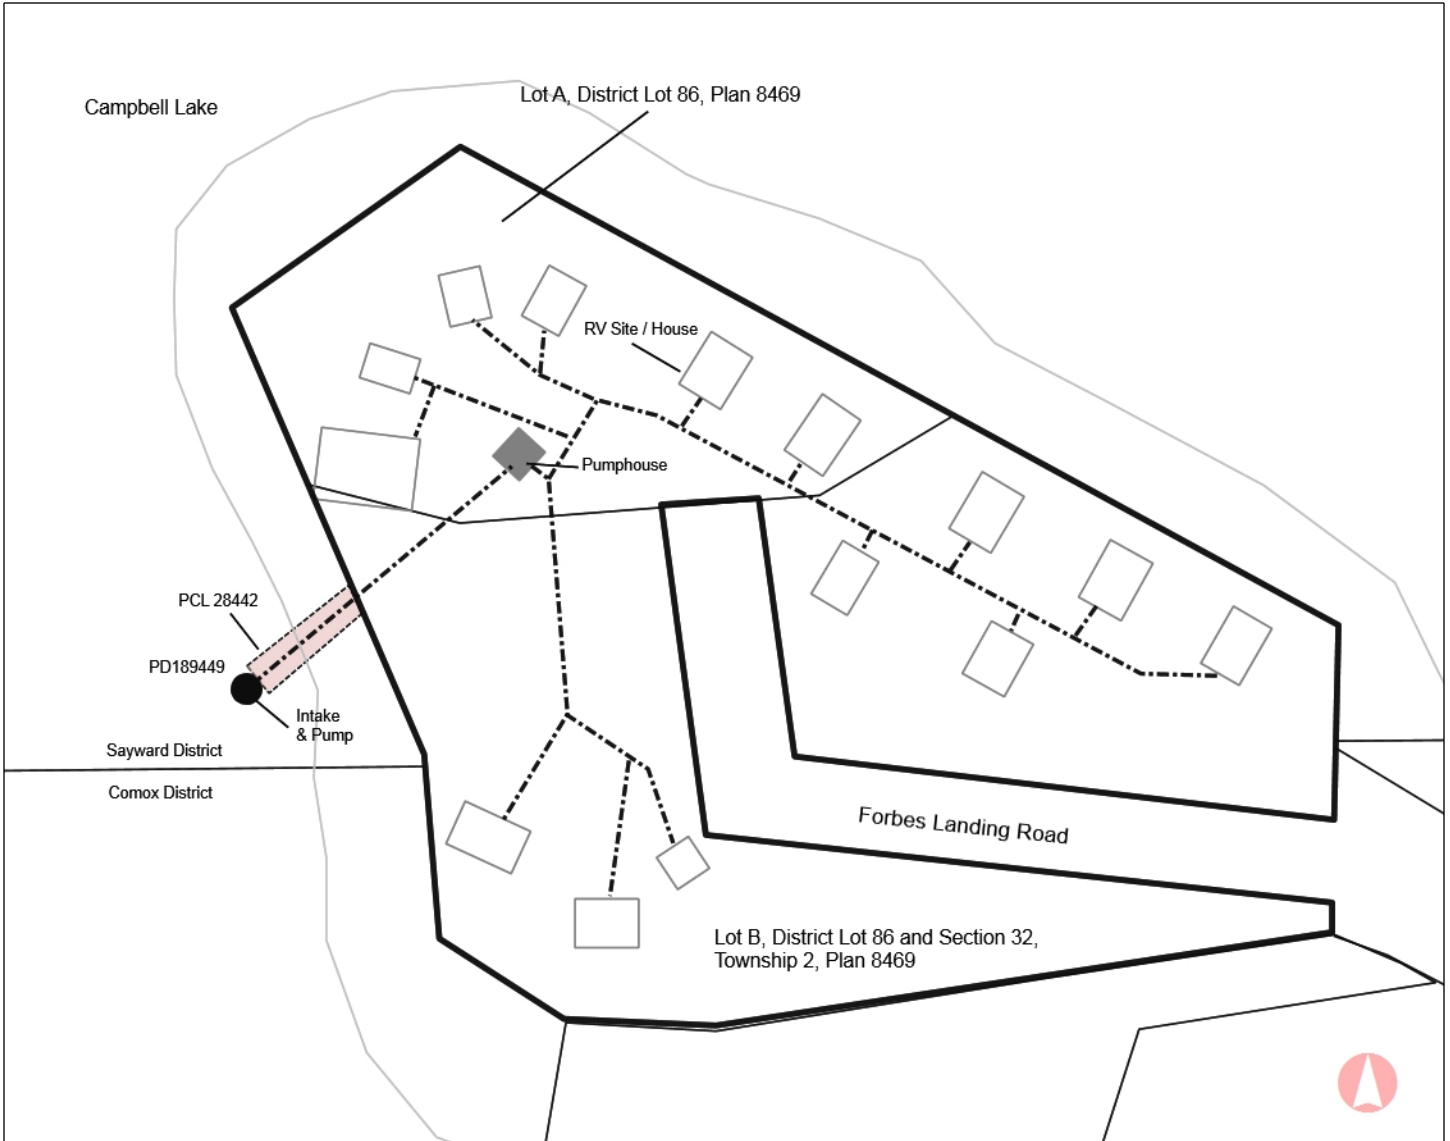 Lot A, District Lot 86, Plan 8469
Campbell Lake
RV Site / House
Pumphouse
PCL 28442
PD189449
Intake
& Pump
Sayward District
Comox District
Forbes Landing Road
Lot B, District Lot 86 and Section 32,
Township 2, Plan 8469